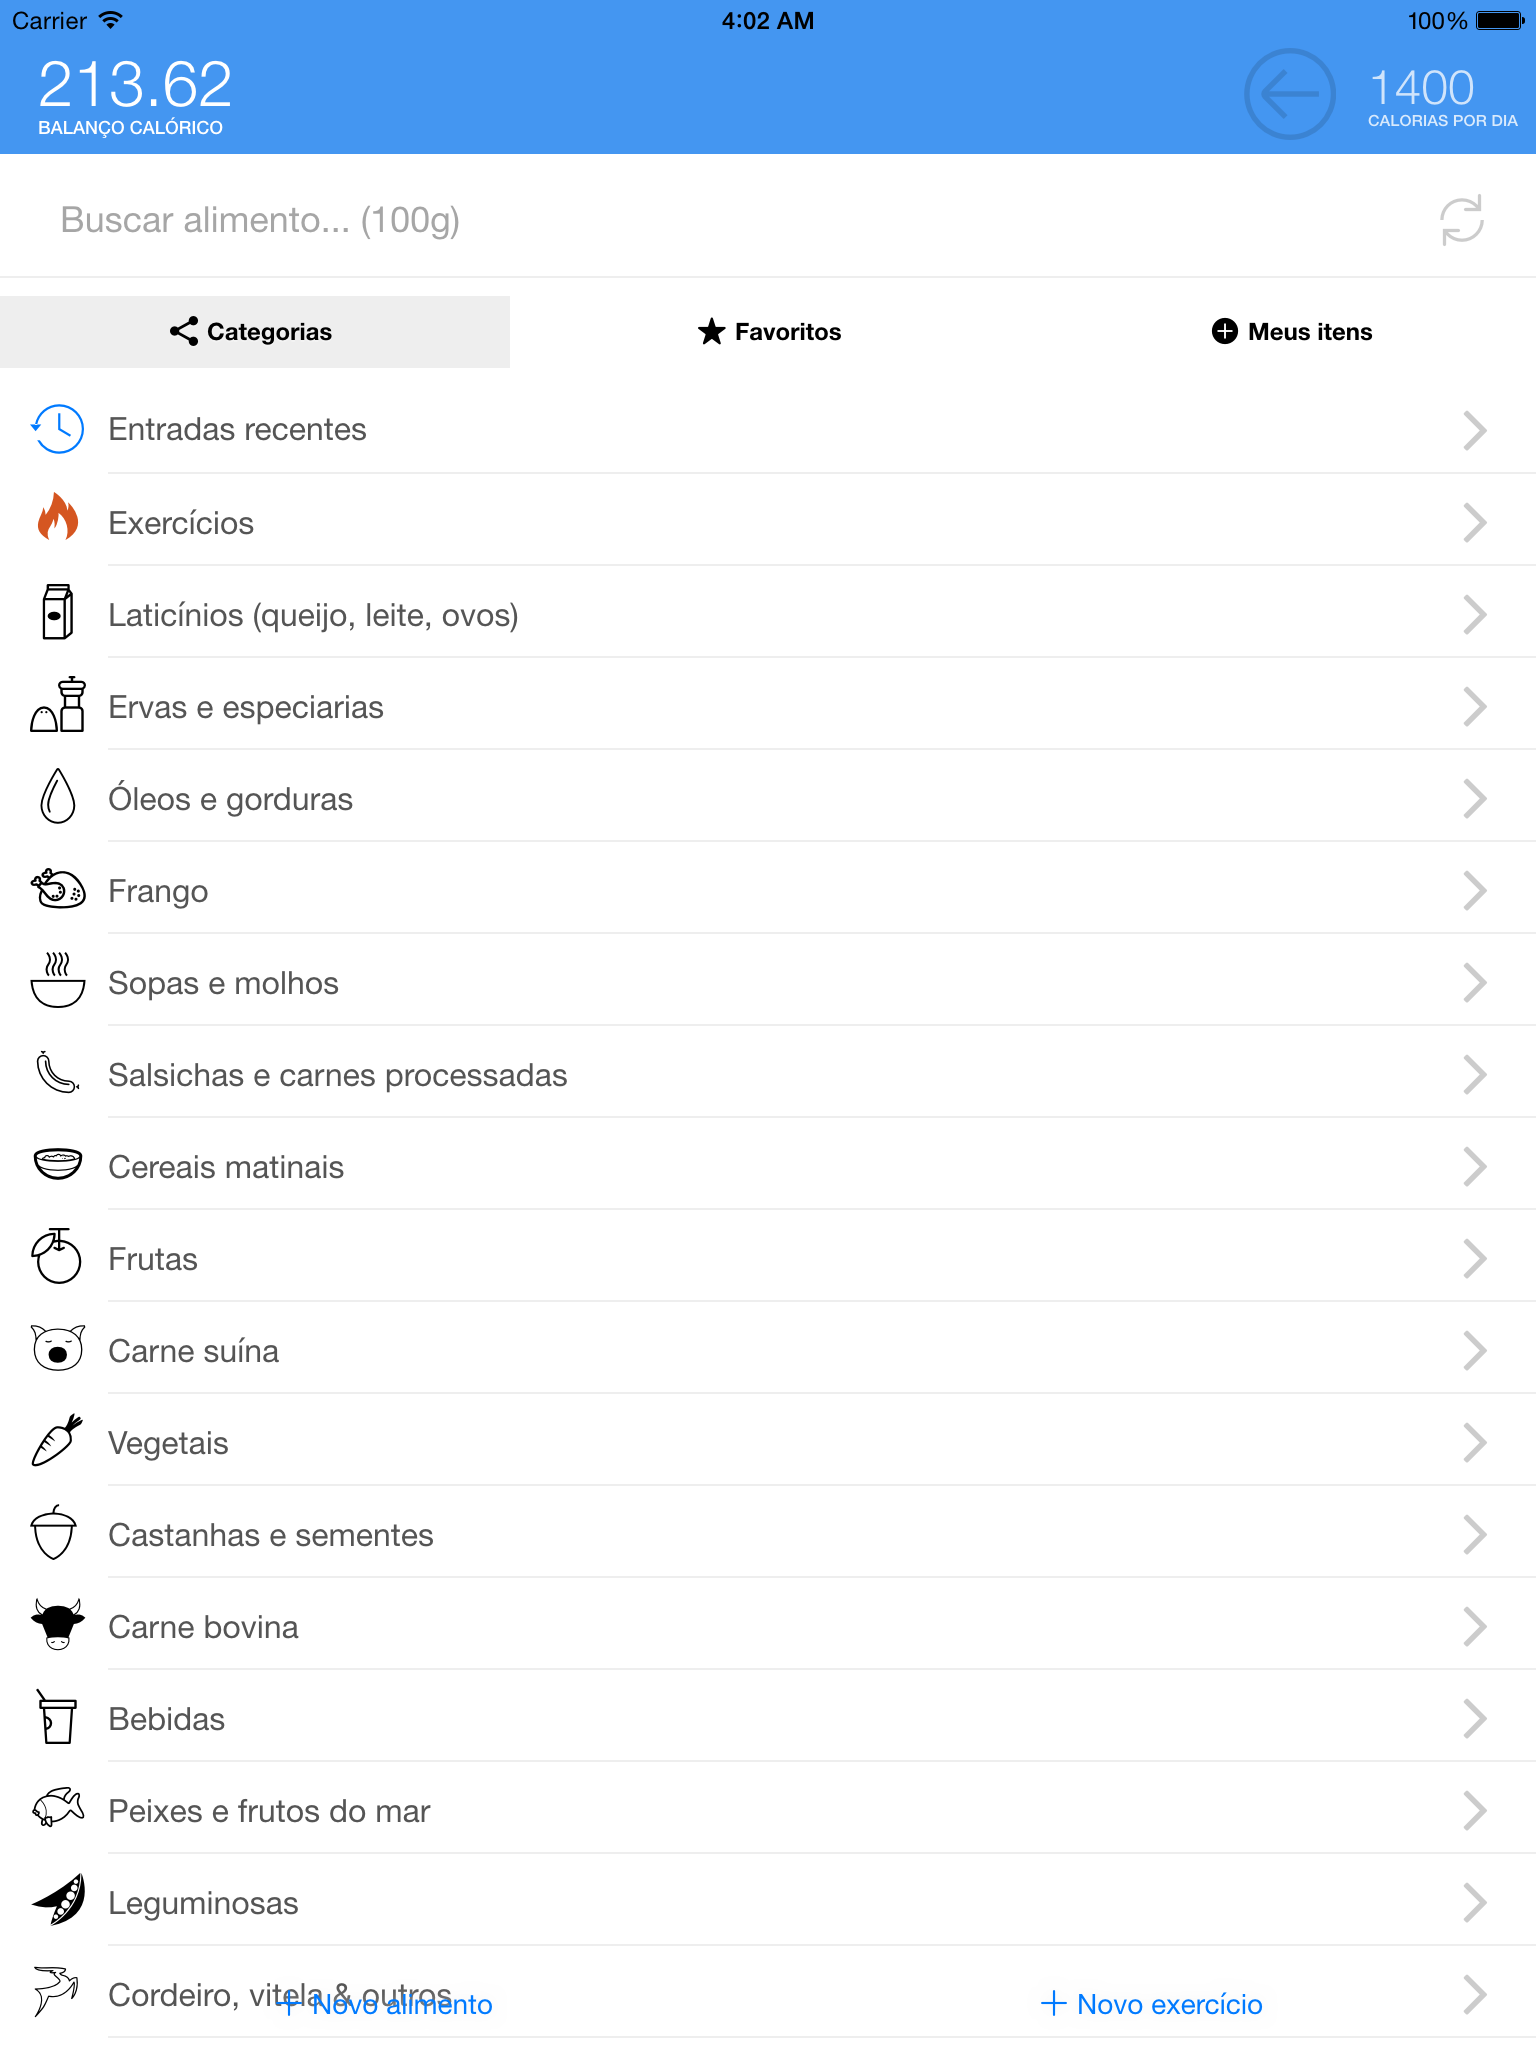 Carrier 4:02 AM 100%
213.62
BALANÇO CALÓRICO
1400
CALORIAS POR DIA
Buscar alimento... (100g)
Categorias Favoritos Meus itens
Entradas recentes
Exercícios
Laticínios (queijo, leite, ovos)
Ervas e especiarias
Óleos e gorduras
Frango
Sopas e molhos
Salsichas e carnes processadas
Cereais matinais
Frutas
Carne suína
Vegetais
Castanhas e sementes
Carne bovina
Bebidas
Peixes e frutos do mar
Leguminosas
Cordeiro, vitela & outros
+ Novo alimento + Novo exercício